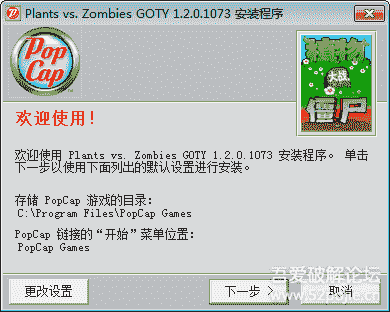 Plants vs. Zombies GOTY 1.2.0.1073 安装程序
Pop
Cap
植物
大战
僵尸
欢迎使用！
欢迎使用 Plants vs. Zombies GOTY 1.2.0.1073 安装程序。 单击
下一步以使用下面列出的默认设置进行安装。
存储 PopCap 游戏的目录:
C:\Program Files\PopCap Games
PopCap 链接的“开始”菜单位置:
PopCap Games
更改设置
下一步 >
取消
吾爱破解论坛
www.52pojie.cn